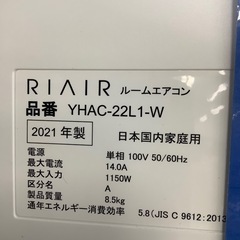 RIAIR ルームエアコン
品番 YHAC-22L1-W
2021年製 日本国内家庭用
電源 単相 100V 50/60Hz
最大電流 14.0A
最大入力 1150W
区分名 A
製品質量 8.5kg
通年エネルギー消費効率 5.8(JIS C 9612:2013